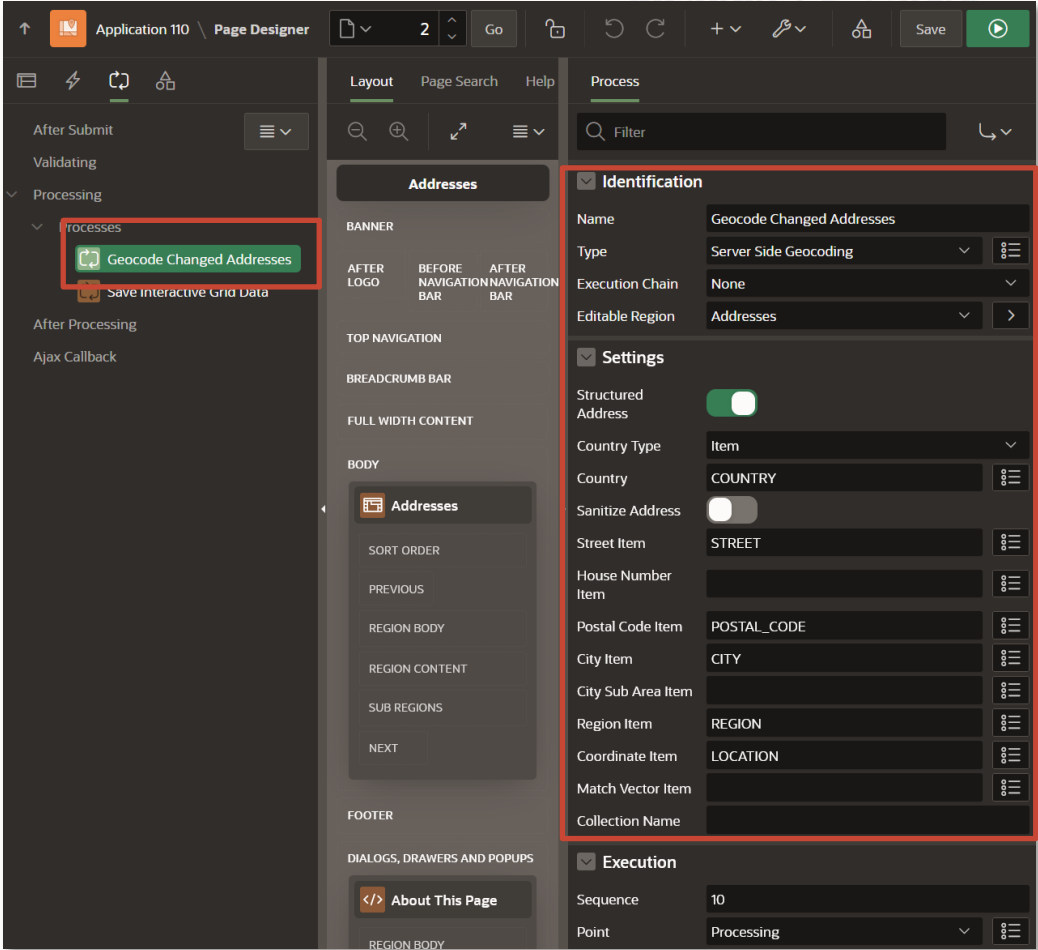 Application 110 \ Page Designer
2
Go
Save
After Submit
Validating
Processing
Processes
Geocode Changed Addresses
Save Interactive Grid Data
After Processing
Ajax Callback
Layout Page Search Help
Addresses
BANNER
AFTER LOGO
BEFORE NAVIGATION BAR
AFTER NAVIGATION BAR
TOP NAVIGATION
BREADCRUMB BAR
FULL WIDTH CONTENT
BODY
Addresses
SORT ORDER
PREVIOUS
REGION BODY
REGION CONTENT
SUB REGIONS
NEXT
FOOTER
DIALOGS, DRAWERS AND POPUPS
</> About This Page
REGION BODY
Process
Filter
Identification
Name Geocode Changed Addresses
Type Server Side Geocoding
Execution Chain None
Editable Region Addresses
Settings
Structured
Address
Country Type Item
Country COUNTRY
Sanitize Address
Street Item STREET
House Number
Item
Postal Code Item POSTAL_CODE
City Item CITY
City Sub Area Item
Region Item REGION
Coordinate Item LOCATION
Match Vector Item
Collection Name
Execution
Sequence 10
Point Processing